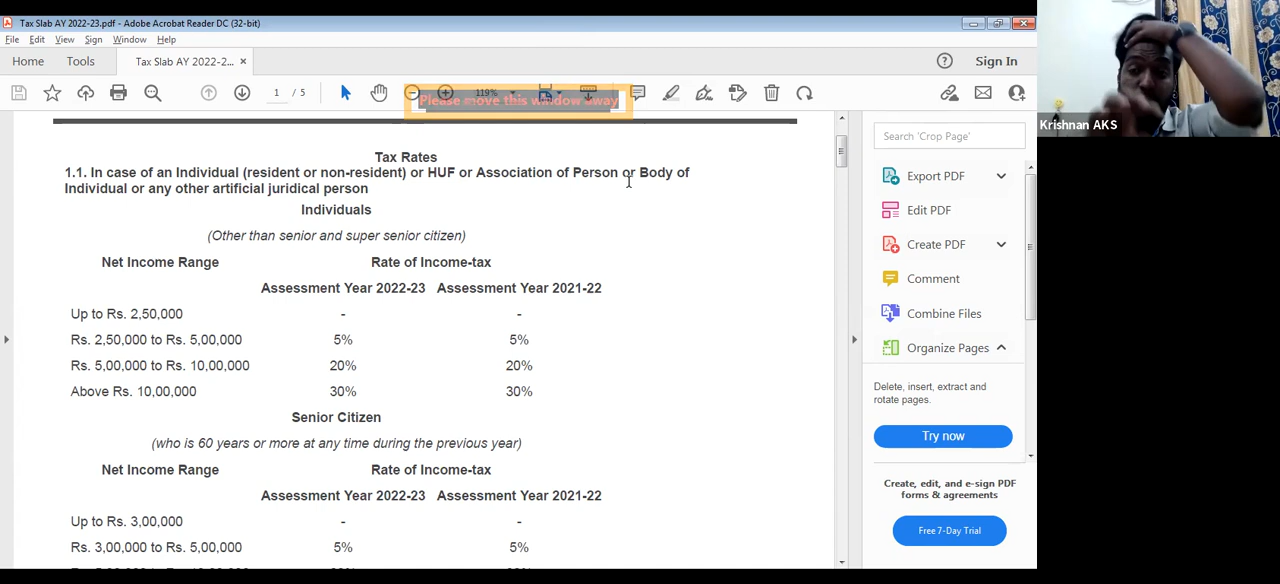 Tax Slab AY 2022-23.pdf - Adobe Acrobat Reader DC (32-bit)
File Edit View Sign Window Help
Home Tools Tax Slab AY 2022-2... × ? Sign In
1 / 5 119%
Please move this window away
Krishnan AKS
Tax Rates
1.1. In case of an Individual (resident or non-resident) or HUF or Association of Person or Body of
Individual or any other artificial juridical person
Individuals
(Other than senior and super senior citizen)
Net Income Range Rate of Income-tax
Assessment Year 2022-23 Assessment Year 2021-22
Up to Rs. 2,50,000 - -
Rs. 2,50,000 to Rs. 5,00,000 5% 5%
Rs. 5,00,000 to Rs. 10,00,000 20% 20%
Above Rs. 10,00,000 30% 30%
Senior Citizen
(who is 60 years or more at any time during the previous year)
Net Income Range Rate of Income-tax
Assessment Year 2022-23 Assessment Year 2021-22
Up to Rs. 3,00,000 - -
Rs. 3,00,000 to Rs. 5,00,000 5% 5%
Search 'Crop Page'
Export PDF
Edit PDF
Create PDF
Comment
Combine Files
Organize Pages
Delete, insert, extract and
rotate pages.
Try now
Create, edit, and e-sign PDF
forms & agreements
Free 7-Day Trial